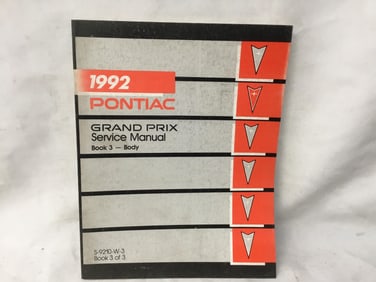 1992
PONTIAC
GRAND PRIX
Service Manual
Book 3 — Body
S-9210-W-3
Book 3 of 3